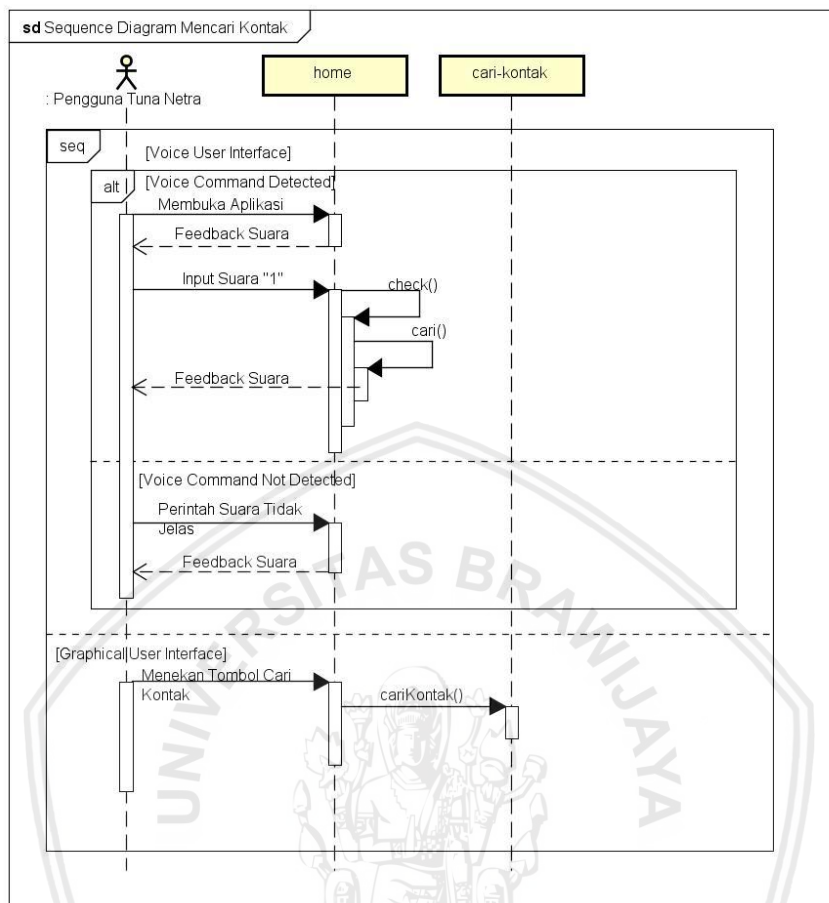 sd Sequence Diagram Mencari Kontak
: Pengguna Tuna Netra
home
cari-kontak
seq
[Voice User Interface]
alt
[Voice Command Detected]
Membuka Aplikasi
Feedback Suara
Input Suara "1"
check()
cari()
Feedback Suara
[Voice Command Not Detected]
Perintah Suara Tidak
Jelas
Feedback Suara
[Graphical User Interface]
Menekan Tombol Cari
Kontak
cariKontak()
UNIVERSITAS BRAWIJAYA